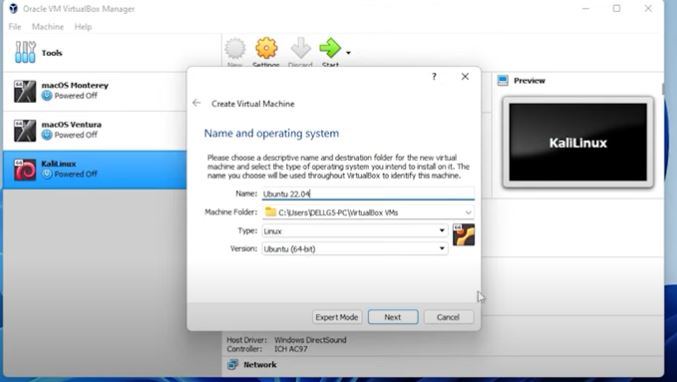 Oracle VM VirtualBox Manager
File Machine Help
Tools
New Settings Discard Start
macOS Monterey
Powered Off
macOS Ventura
Powered Off
KaliLinux
Powered Off
Preview
KaliLinux
?
Create Virtual Machine
Name and operating system
Please choose a descriptive name and destination folder for the new virtual
machine and select the type of operating system you intend to install on it. The
name you choose will be used throughout VirtualBox to identify this machine.
Name: Ubuntu 22.04
Machine Folder: C:\Users\DELLG5-PC\VirtualBox VMs
Type: Linux
64
Version: Ubuntu (64-bit)
Expert Mode Next Cancel
Host Driver: Windows DirectSound
Controller: ICH AC97
Network